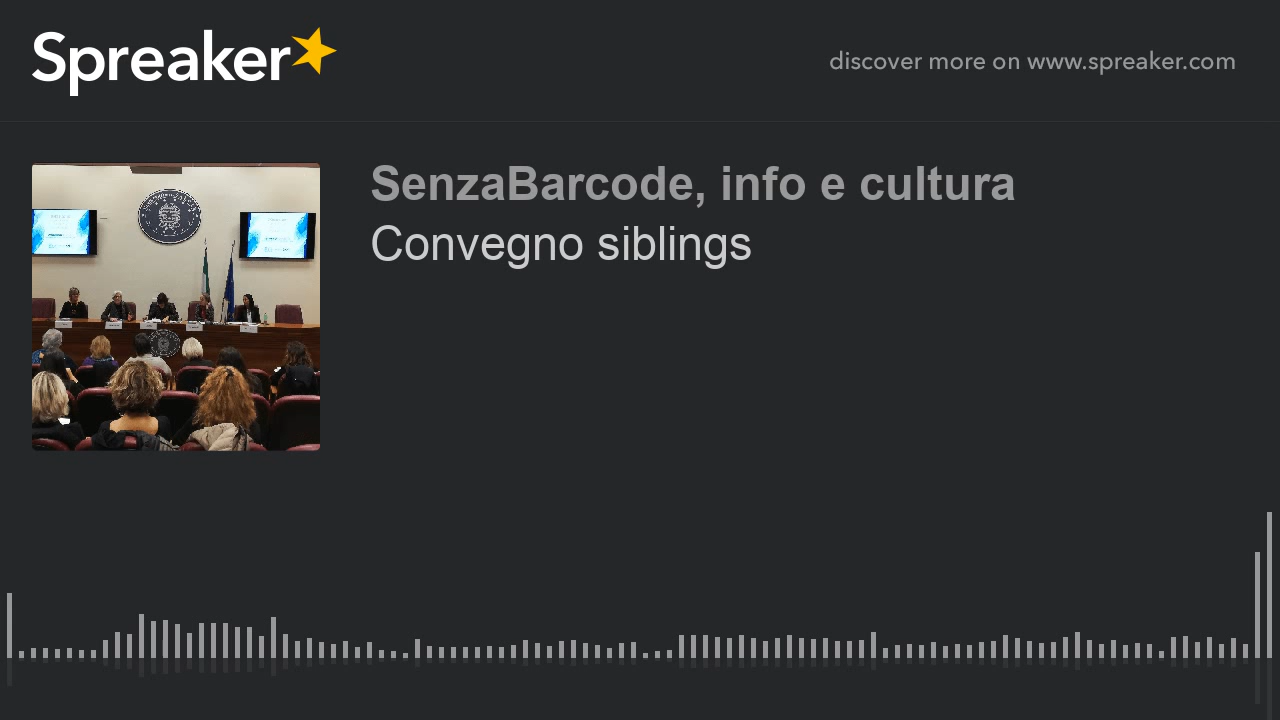 Spreaker
discover more on www.spreaker.com
SenzaBarcode, info e cultura
Convegno siblings